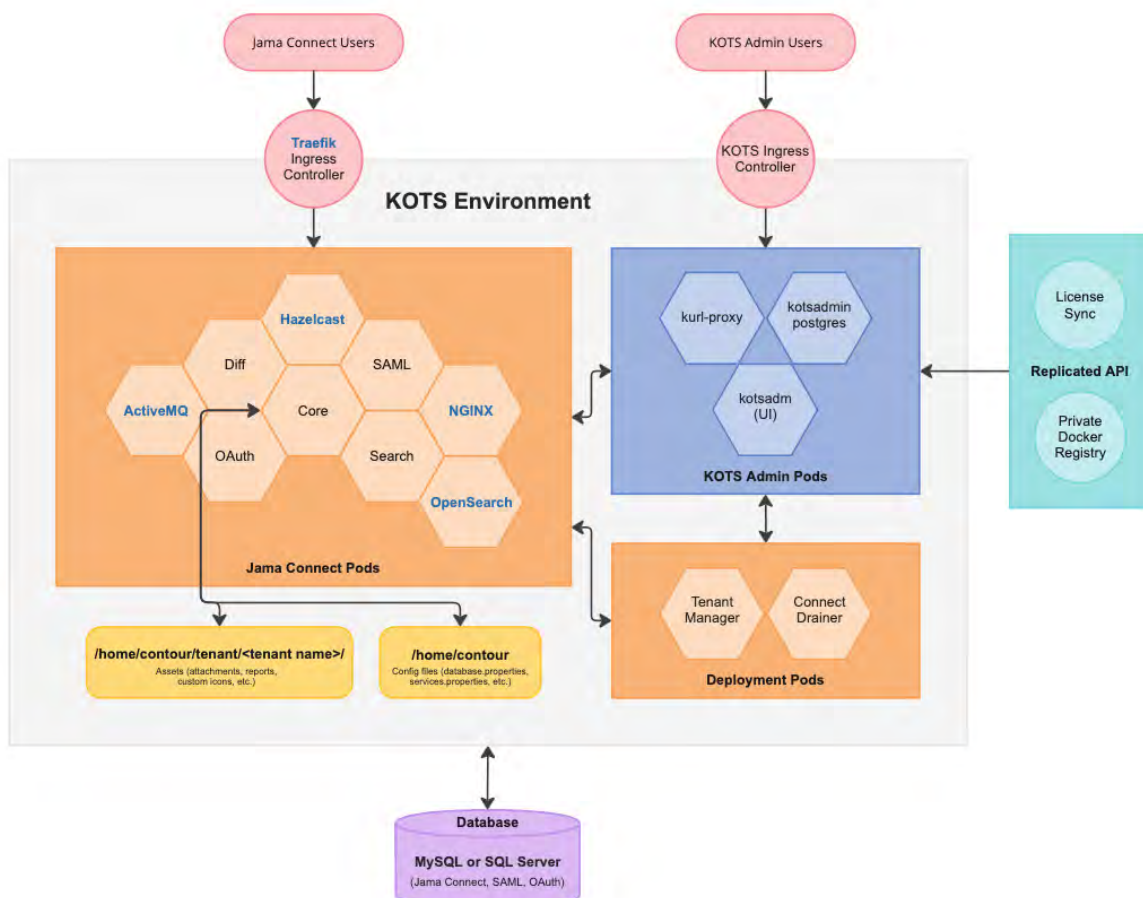 Jama Connect Users
KOTS Admin Users
Traefik
Ingress
Controller
KOTS Ingress
Controller
KOTS Environment
Hazelcast
Diff
SAML
ActiveMQ
Core
NGINX
OAuth
Search
OpenSearch
Jama Connect Pods
kurl-proxy
kotsadmin
postgres
kotsadm
(UI)
KOTS Admin Pods
License
Sync
Replicated API
Private
Docker
Registry
Tenant
Manager
Connect
Drainer
Deployment Pods
/home/contour/tenant/<tenant name>/
Assets (attachments, reports,
custom icons, etc.)
/home/contour
Config files (database.properties,
services.properties, etc.)
Database
MySQL or SQL Server
(Jama Connect, SAML, OAuth)